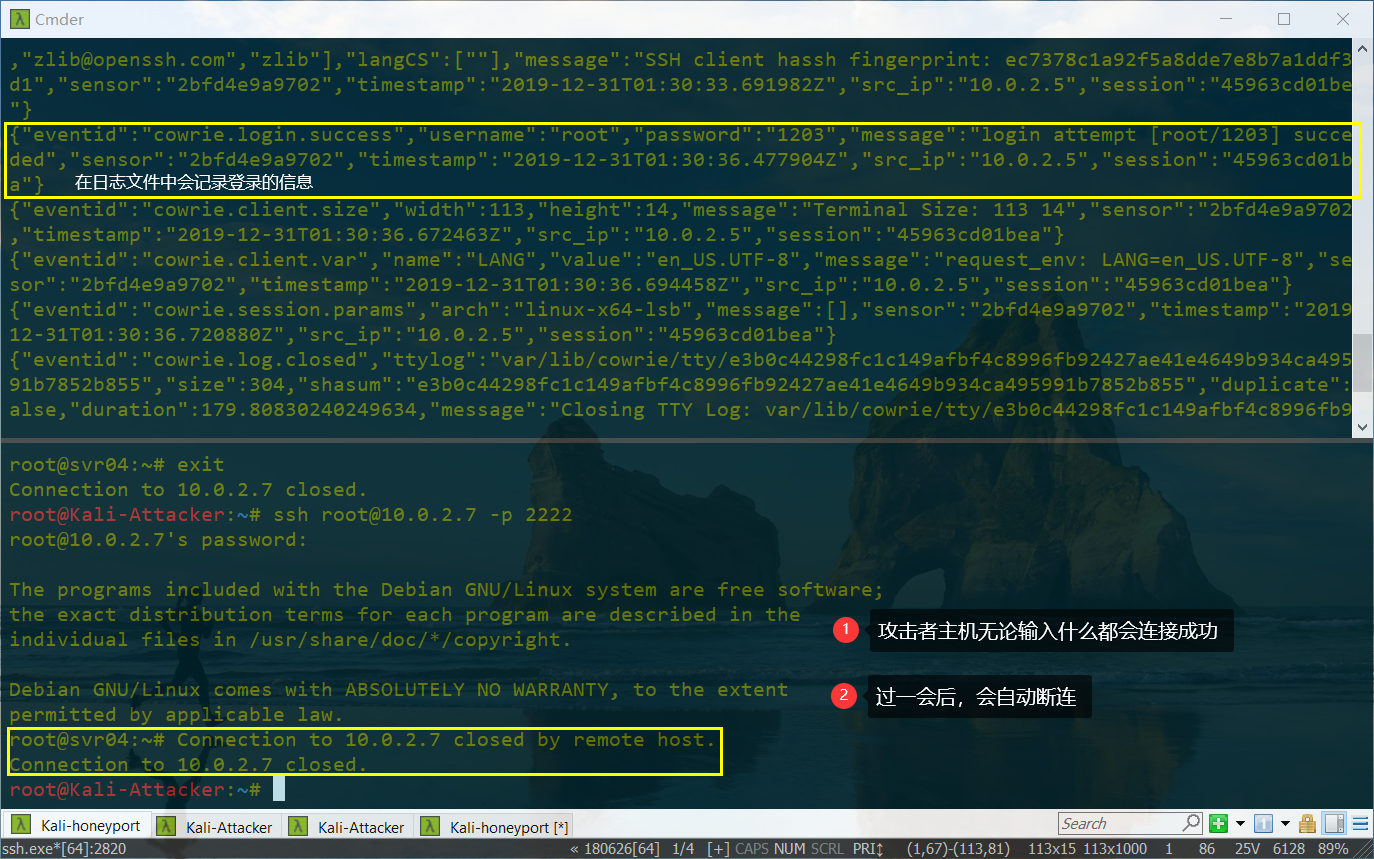 Cmder
,"zlib@openssh.com","zlib"],"langCS":[""],"message":"SSH client hassh fingerprint: ec7378c1a92f5a8dde7e8b7a1ddf3
d1","sensor":"2bfd4e9a9702","timestamp":"2019-12-31T01:30:33.691982Z","src_ip":"10.0.2.5","session":"45963cd01be
"}
{"eventid":"cowrie.login.success","username":"root","password":"1203","message":"login attempt [root/1203] succe
ded","sensor":"2bfd4e9a9702","timestamp":"2019-12-31T01:30:36.477904Z","src_ip":"10.0.2.5","session":"45963cd01b
a"}
在日志文件中会记录登录的信息
{"eventid":"cowrie.client.size","width":113,"height":14,"message":"Terminal Size: 113 14","sensor":"2bfd4e9a9702
,"timestamp":"2019-12-31T01:30:36.672463Z","src_ip":"10.0.2.5","session":"45963cd01bea"}
{"eventid":"cowrie.client.var","name":"LANG","value":"en_US.UTF-8","message":"request_env: LANG=en_US.UTF-8","se
sor":"2bfd4e9a9702","timestamp":"2019-12-31T01:30:36.694458Z","src_ip":"10.0.2.5","session":"45963cd01bea"}
{"eventid":"cowrie.session.params","arch":"linux-x64-lsb","message":[],"sensor":"2bfd4e9a9702","timestamp":"2019
12-31T01:30:36.720880Z","src_ip":"10.0.2.5","session":"45963cd01bea"}
{"eventid":"cowrie.log.closed","ttylog":"var/lib/cowrie/tty/e3b0c44298fc1c149afbf4c8996fb92427ae41e4649b934ca495
91b7852b855","size":304,"shasum":"e3b0c44298fc1c149afbf4c8996fb92427ae41e4649b934ca495991b7852b855","duplicate":
alse,"duration":179.80830240249634,"message":"Closing TTY Log: var/lib/cowrie/tty/e3b0c44298fc1c149afbf4c8996fb9
root@svr04:~# exit
Connection to 10.0.2.7 closed.
root@Kali-Attacker:~# ssh root@10.0.2.7 -p 2222
root@10.0.2.7's password:
The programs included with the Debian GNU/Linux system are free software;
the exact distribution terms for each program are described in the
individual files in /usr/share/doc/*/copyright.
1 攻击者主机无论输入什么都会连接成功
Debian GNU/Linux comes with ABSOLUTELY NO WARRANTY, to the extent
permitted by applicable law.
2 过一会后，会自动断连
root@svr04:~# Connection to 10.0.2.7 closed by remote host.
Connection to 10.0.2.7 closed.
root@Kali-Attacker:~#
Kali-honeyport Kali-Attacker Kali-Attacker Kali-honeyport [*] Search
ssh.exe*[64]:2820 « 180626[64] 1/4 [+] CAPS NUM SCRL PRI↕ (1,67)-(113,81) 113x15 113x1000 1 86 25V 6128 89%